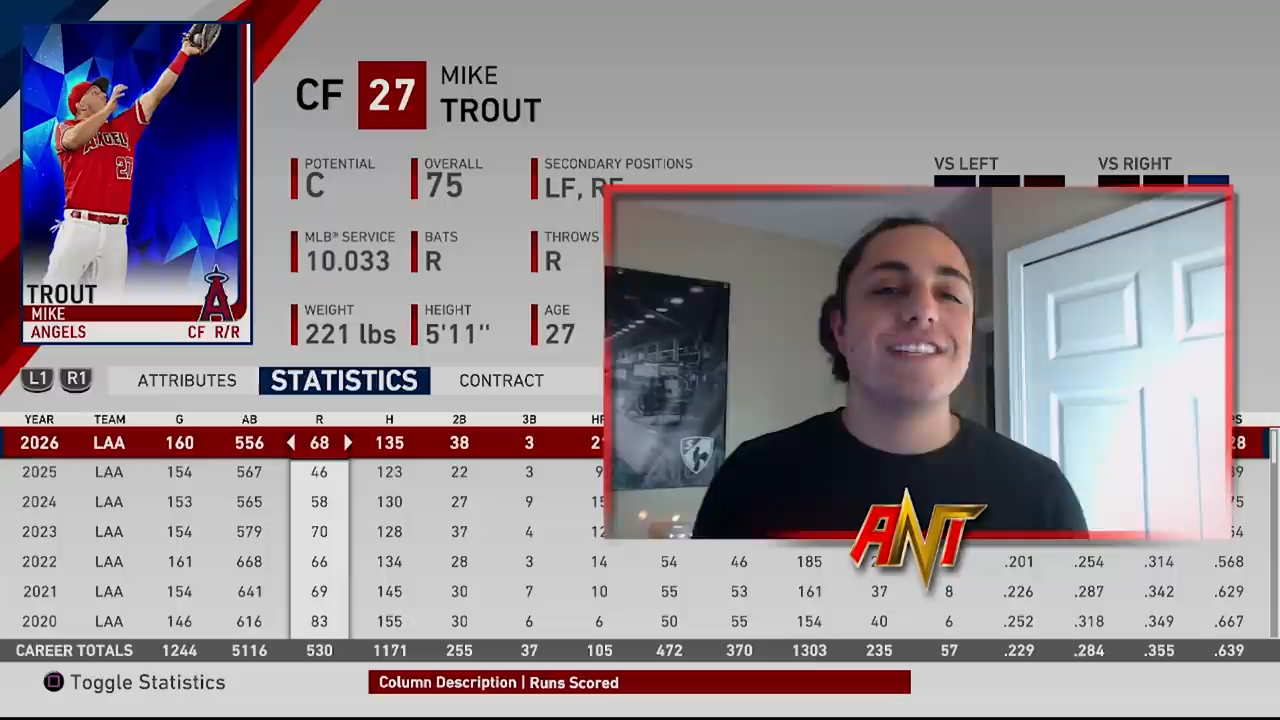 CF 27 MIKE TROUT
POTENTIAL OVERALL SECONDARY POSITIONS VS LEFT VS RIGHT
C 75 LF,
MLB® SERVICE BATS THROWS
10.033 R R
WEIGHT HEIGHT AGE
221 lbs 5'11" 27
ANGELS
27
TROUT
MIKE
ANGELS CF R/R
L1 R1 ATTRIBUTES STATISTICS CONTRACT
YEAR TEAM G AB R H 2B 3B
2026 LAA 160 556 68 135 38 3
2025 LAA 154 567 46 123 22 3
2024 LAA 153 565 58 130 27 9
2023 LAA 154 579 70 128 37 4
2022 LAA 161 668 66 134 28 3 14 54 46 185 .201 .254 .314 .568
2021 LAA 154 641 69 145 30 7 10 55 53 161 37 8 .226 .287 .342 .629
2020 LAA 146 616 83 155 30 6 6 50 55 154 40 6 .252 .318 .349 .667
CAREER TOTALS 1244 5116 530 1171 255 37 105 472 370 1303 235 57 .229 .284 .355 .639
ANT
Toggle Statistics
Column Description | Runs Scored